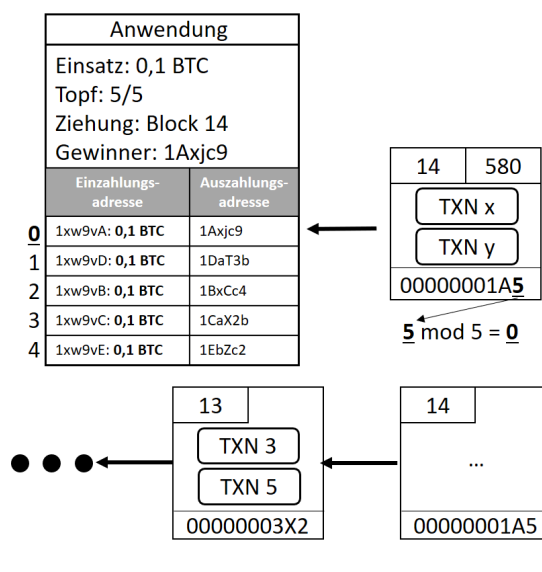 Anwendung
Einsatz: 0,1 BTC
Topf: 5/5
Ziehung: Block 14
Gewinner: 1Axjc9
Einzahlungs-
adresse
Auszahlungs-
adresse
0 1xw9vA: 0,1 BTC 1Axjc9
1 1xw9vD: 0,1 BTC 1DaT3b
2 1xw9vB: 0,1 BTC 1BxCc4
3 1xw9vC: 0,1 BTC 1CaX2b
4 1xw9vE: 0,1 BTC 1EbZc2
14 580
TXN x
TXN y
00000001A5
5 mod 5 = 0
13
TXN 3
TXN 5
00000003X2
14
...
00000001A5